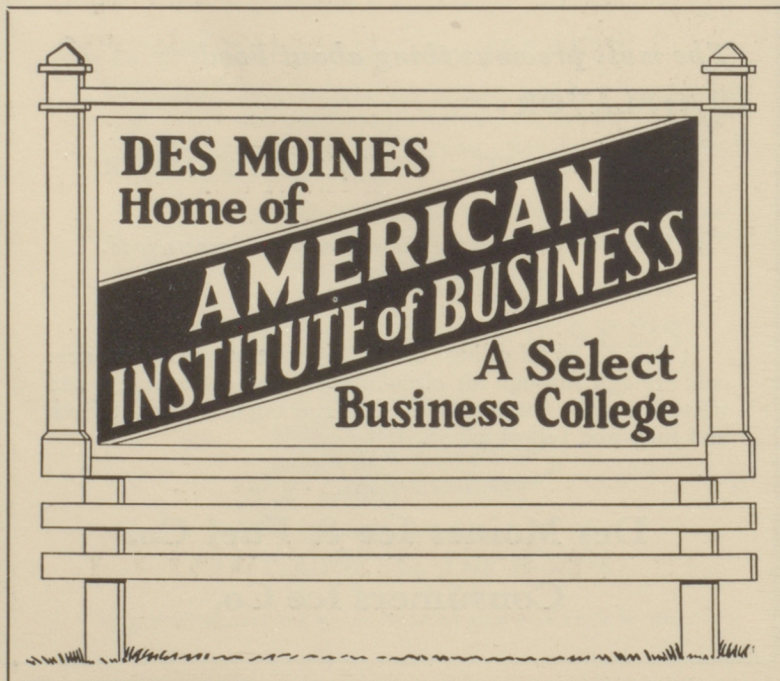 DES MOINES
Home of
AMERICAN
INSTITUTE of BUSINESS
A Select
Business College